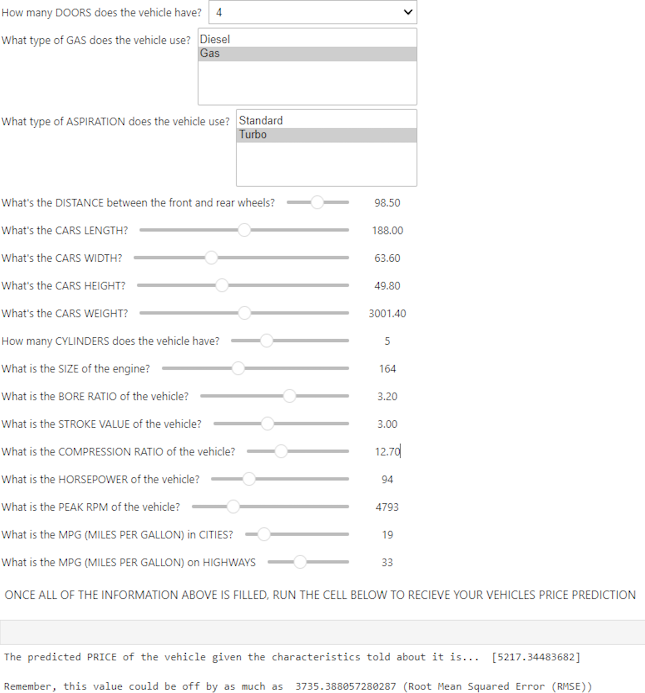 How many DOORS does the vehicle have? 4
What type of GAS does the vehicle use? Diesel
Gas
What type of ASPIRATION does the vehicle use? Standard
Turbo
What's the DISTANCE between the front and rear wheels? 98.50
What's the CARS LENGTH? 188.00
What's the CARS WIDTH? 63.60
What's the CARS HEIGHT? 49.80
What's the CARS WEIGHT? 3001.40
How many CYLINDERS does the vehicle have? 5
What is the SIZE of the engine? 164
What is the BORE RATIO of the vehicle? 3.20
What is the STROKE VALUE of the vehicle? 3.00
What is the COMPRESSION RATIO of the vehicle? 12.70
What is the HORSEPOWER of the vehicle? 94
What is the PEAK RPM of the vehicle? 4793
What is the MPG (MILES PER GALLON) in CITIES? 19
What is the MPG (MILES PER GALLON) on HIGHWAYS 33
ONCE ALL OF THE INFORMATION ABOVE IS FILLED, RUN THE CELL BELOW TO RECIEVE YOUR VEHICLES PRICE PREDICTION
The predicted PRICE of the vehicle given the characteristics told about it is... [5217.34483682]
Remember, this value could be off by as much as 3735.388057280287 (Root Mean Squared Error (RMSE))